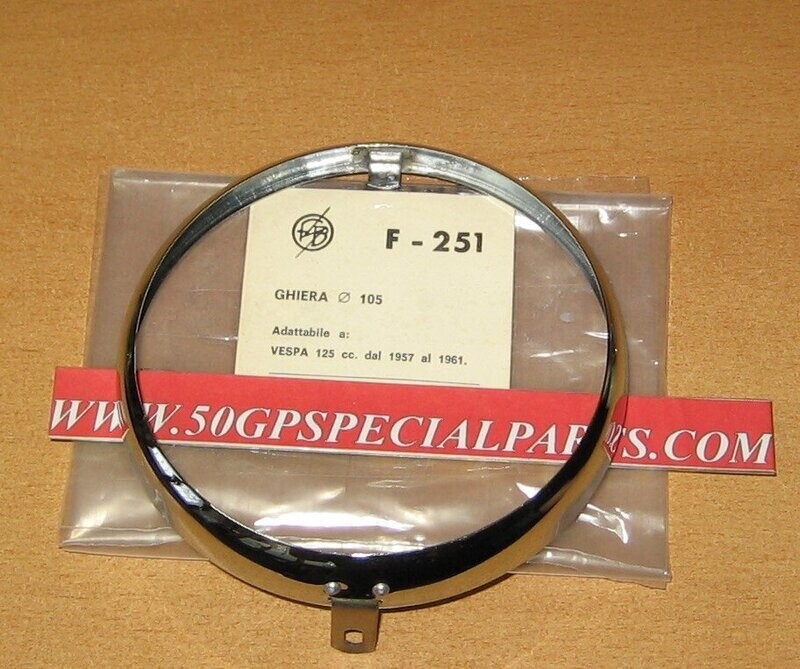 F - 251
GHIERA ∅ 105
Adattabile a:
VESPA 125 cc. dal 1957 al 1961.
WWW.50GPSPECIALPARTS.COM